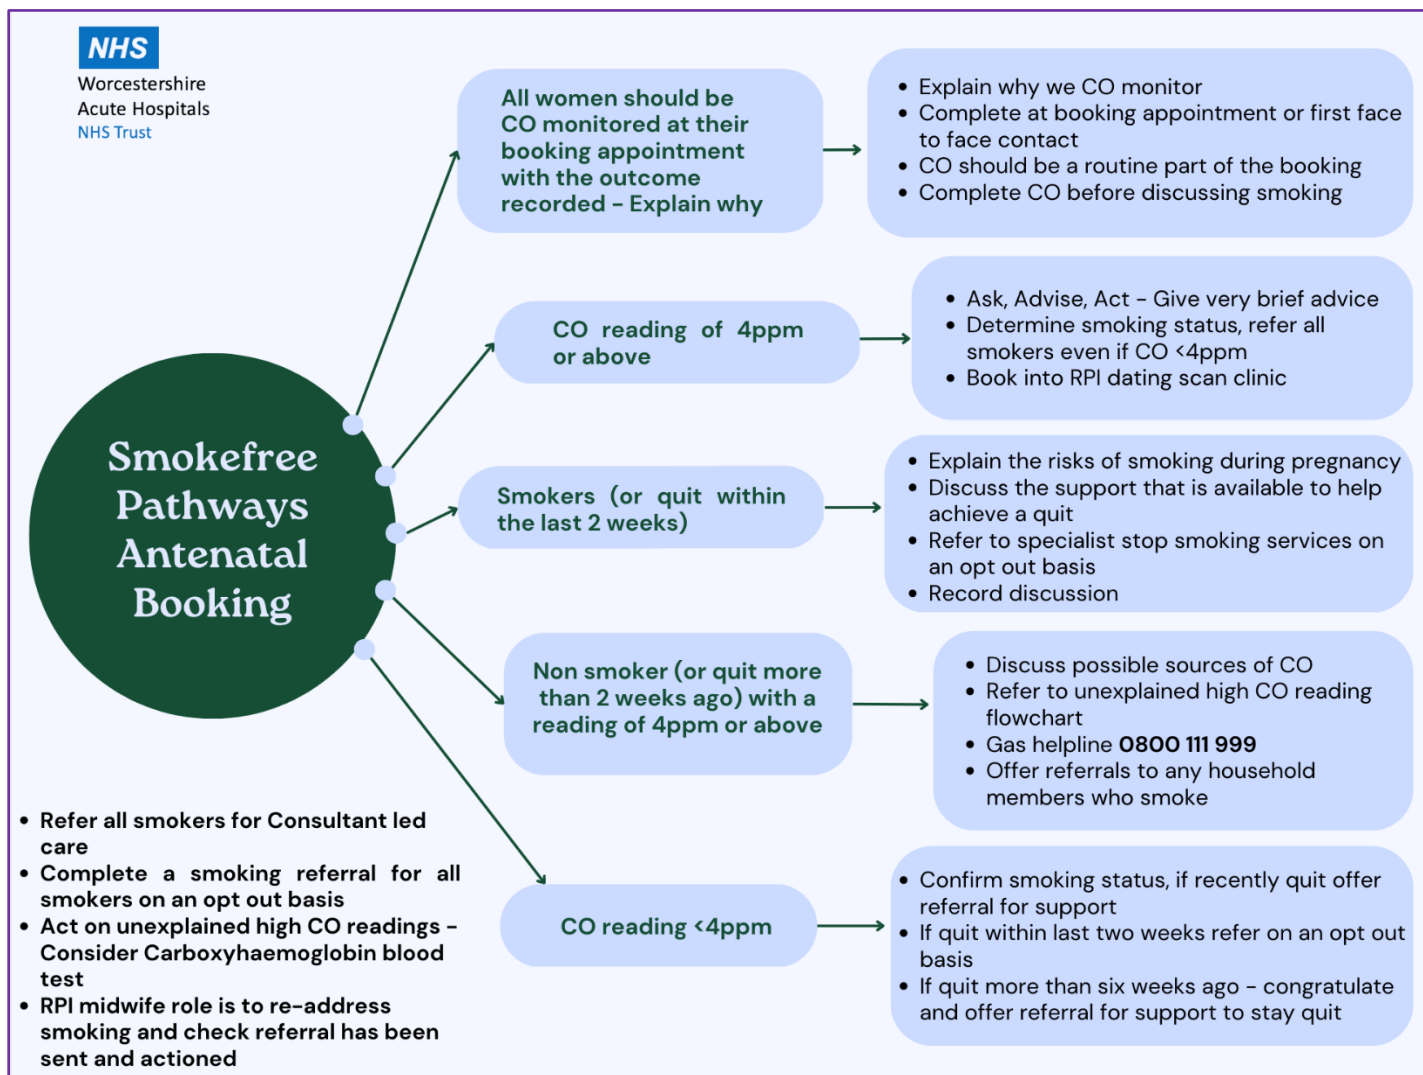 NHS
Worcestershire
Acute Hospitals
NHS Trust
All women should be
CO monitored at their
booking appointment
with the outcome
recorded - Explain why
• Explain why we CO monitor
• Complete at booking appointment or first face
to face contact
• CO should be a routine part of the booking
• Complete CO before discussing smoking
CO reading of 4ppm
or above
• Ask, Advise, Act - Give very brief advice
• Determine smoking status, refer all
smokers even if CO <4ppm
• Book into RPI dating scan clinic
Smokefree
Pathways
Antenatal
Booking
Smokers (or quit within
the last 2 weeks)
• Explain the risks of smoking during pregnancy
• Discuss the support that is available to help
achieve a quit
• Refer to specialist stop smoking services on
an opt out basis
• Record discussion
Non smoker (or quit more
than 2 weeks ago) with a
reading of 4ppm or above
• Discuss possible sources of CO
• Refer to unexplained high CO reading
flowchart
• Gas helpline 0800 111 999
• Offer referrals to any household
members who smoke
CO reading <4ppm
• Confirm smoking status, if recently quit offer
referral for support
• If quit within last two weeks refer on an opt out
basis
• If quit more than six weeks ago - congratulate
and offer referral for support to stay quit
• Refer all smokers for Consultant led
care
• Complete a smoking referral for all
smokers on an opt out basis
• Act on unexplained high CO readings -
Consider Carboxyhaemoglobin blood
test
• RPI midwife role is to re-address
smoking and check referral has been
sent and actioned